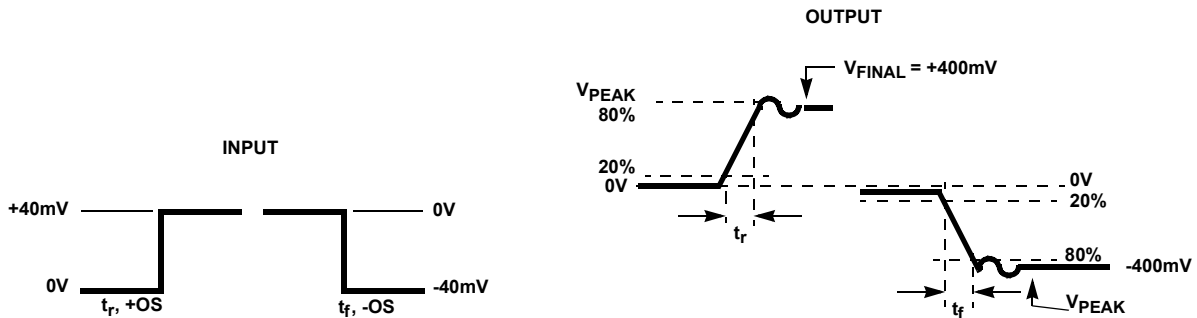 INPUT
+40mV
0V
0V
-40mV
tr, +OS
tf, -OS
OUTPUT
VFINAL = +400mV
VPEAK
80%
20%
0V
tr
0V
20%
80%
-400mV
tf
VPEAK